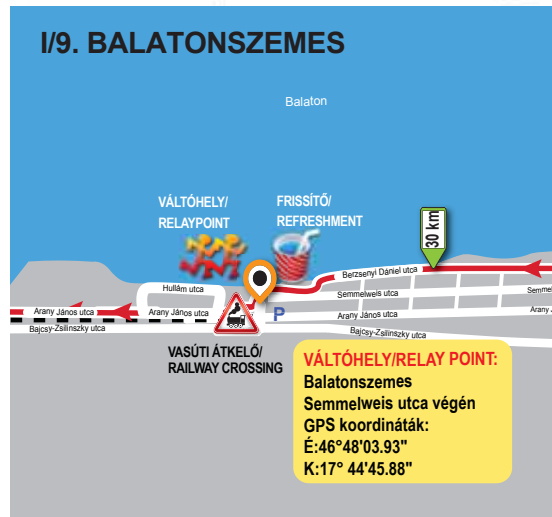 I/9. BALATONSZEMES
Balaton
VÁLTÓHELY/
RELAYPOINT
FRISSÍTŐ/
REFRESHMENT
30 km
Berzsenyi Dániel utca
Hullám utca
Semmelweis utca
Semmel
Arany János utca
Arany János utca
P
Arany János utca
Arany J
Bajcsy-Zsilinszky utca
Bajcsy-Zsilinszky utca
VASÚTI ÁTKELŐ/
RAILWAY CROSSING
VÁLTÓHELY/RELAY POINT:
Balatonszemes
Semmelweis utca végén
GPS koordináták:
É:46°48'03.93"
K:17° 44'45.88"